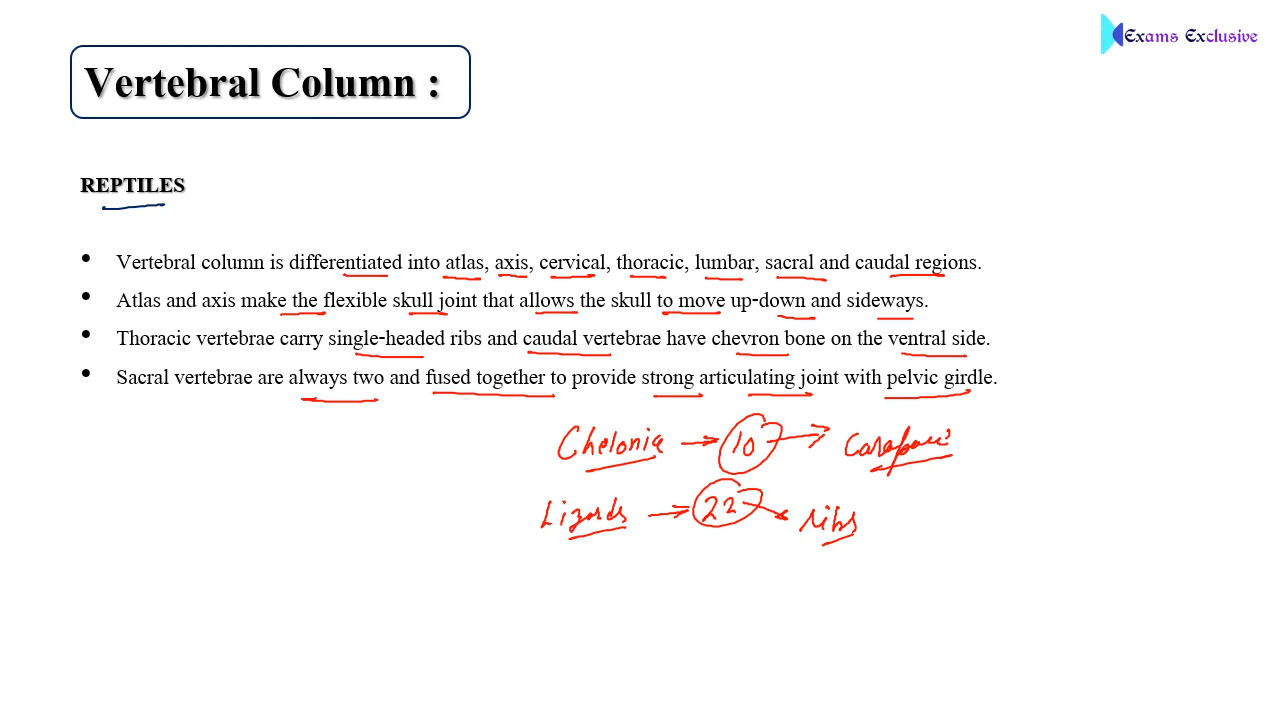 Exams Exclusive
Vertebral Column :
REPTILES
• Vertebral column is differentiated into atlas, axis, cervical, thoracic, lumbar, sacral and caudal regions.
• Atlas and axis make the flexible skull joint that allows the skull to move up-down and sideways.
• Thoracic vertebrae carry single-headed ribs and caudal vertebrae have chevron bone on the ventral side.
• Sacral vertebrae are always two and fused together to provide strong articulating joint with pelvic girdle.
Chelonia → 10 →
Lizards → 22 → ribs